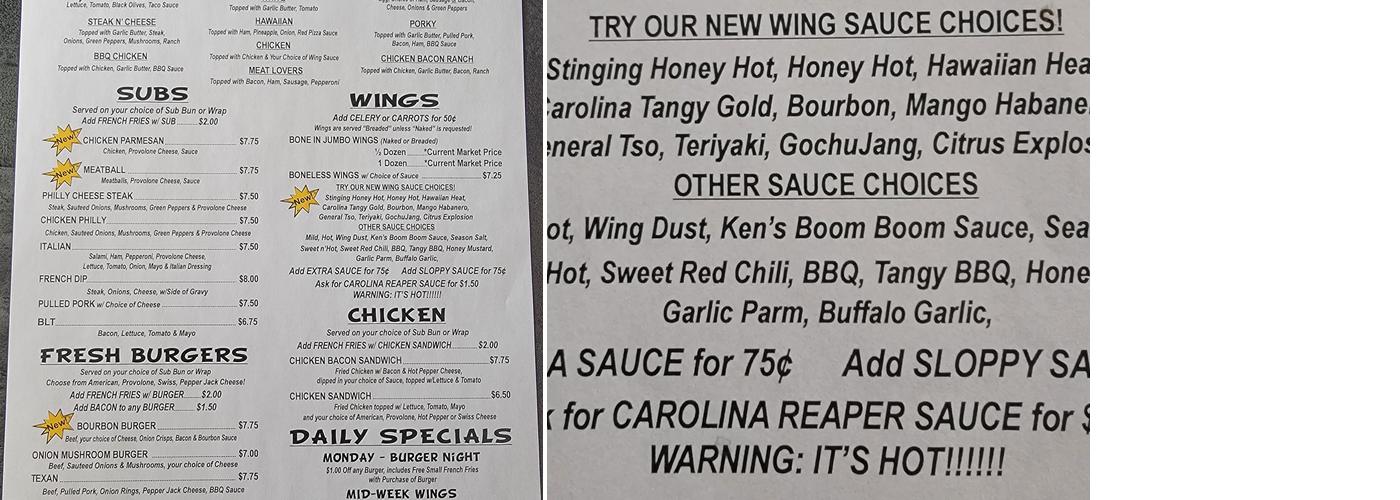 Lettuce, Tomato, Black Olives, Taco Sauce
STEAK N' CHEESE
Topped with Garlic Butter, Steak,
Onions, Green Peppers, Mushrooms, Ranch
BBQ CHICKEN
Topped with Chicken, Garlic Butter, BBQ Sauce
Topped with Garlic Butter, Tomato
HAWAIIAN
Topped with Ham, Pineapple, Onion, Red Pizza Sauce
CHICKEN
Topped with Chicken & Your Choice of Wing Sauce
MEAT LOVERS
Topped with Bacon, Ham, Sausage, Pepperoni
Cheese, Onions & Green Peppers
PORKY
Topped with Garlic Butter, Pulled Pork,
Bacon, Ham, BBQ Sauce
CHICKEN BACON RANCH
Topped with Chicken, Garlic Butter, Bacon, Ranch
SUBS
Served on your choice of Sub Bun or Wrap
Add FRENCH FRIES w/ SUB........$2.00
New! CHICKEN PARMESAN $7.75
Chicken, Provolone Cheese, Sauce
New! MEATBALL $7.75
Meatballs, Provolone Cheese, Sauce
PHILLY CHEESE STEAK $7.50
Steak, Sauteed Onions, Mushrooms, Green Peppers & Provolone Cheese
CHICKEN PHILLY $7.50
Chicken, Sauteed Onions, Mushrooms, Green Peppers & Provolone Cheese
ITALIAN $7.50
Salami, Ham, Pepperoni, Provolone Cheese,
Lettuce, Tomato, Onion, Mayo & Italian Dressing
FRENCH DIP $8.00
Steak, Onions, Cheese, w/Side of Gravy
PULLED PORK w/ Choice of Cheese $7.50
BLT $6.75
Bacon, Lettuce, Tomato & Mayo
FRESH BURGERS
Served on your choice of Sub Bun or Wrap
Choose from American, Provolone, Swiss, Pepper Jack Cheese!
Add FRENCH FRIES w/ BURGER......$2.00
Add BACON to any BURGER........$1.50
New! BOURBON BURGER $7.75
Beef, your choice of Cheese, Onion Crisps, Bacon & Bourbon Sauce
ONION MUSHROOM BURGER $7.00
Beef, Sauteed Onions & Mushrooms, your choice of Cheese
TEXAN $7.75
Beef, Pulled Pork, Onion Rings, Pepper Jack Cheese, BBQ Sauce
WINGS
Add CELERY or CARROTS for 50¢
Wings are served "Breaded" unless "Naked" is requested!
BONE IN JUMBO WINGS (Naked or Breaded)
½ Dozen *Current Market Price
1 Dozen *Current Market Price
BONELESS WINGS w/ Choice of Sauce $7.25
TRY OUR NEW WING SAUCE CHOICES!
New! Stinging Honey Hot, Honey Hot, Hawaiian Heat,
Carolina Tangy Gold, Bourbon, Mango Habanero,
General Tso, Teriyaki, GochuJang, Citrus Explosion
OTHER SAUCE CHOICES
Mild, Hot, Wing Dust, Ken's Boom Boom Sauce, Season Salt,
Sweet n'Hot, Sweet Red Chili, BBQ, Tangy BBQ, Honey Mustard,
Garlic Parm, Buffalo Garlic,
Add EXTRA SAUCE for 75¢ Add SLOPPY SAUCE for 75¢
Ask for CAROLINA REAPER SAUCE for $1.50
WARNING: IT'S HOT!!!!!!
CHICKEN
Served on your choice of Sub Bun or Wrap
Add FRENCH FRIES w/ CHICKEN SANDWICH $2.00
CHICKEN BACON SANDWICH $7.75
Fried Chicken w/ Bacon & Hot Pepper Cheese,
dipped in your choice of Sauce, topped w/Lettuce & Tomato
CHICKEN SANDWICH $6.50
Fried Chicken topped w/ Lettuce, Tomato, Mayo
and your choice of American, Provolone, Hot Pepper or Swiss Cheese
DAILY SPECIALS
MONDAY - BURGER NIGHT
$1.00 Off any Burger, includes Free Small French Fries
with Purchase of Burger
MID-WEEK WINGS
TRY OUR NEW WING SAUCE CHOICES!
Stinging Honey Hot, Honey Hot, Hawaiian Hea
arolina Tangy Gold, Bourbon, Mango Habane
eneral Tso, Teriyaki, GochuJang, Citrus Explos
OTHER SAUCE CHOICES
ot, Wing Dust, Ken's Boom Boom Sauce, Sea
Hot, Sweet Red Chili, BBQ, Tangy BBQ, Hone
Garlic Parm, Buffalo Garlic,
A SAUCE for 75¢ Add SLOPPY SA
k for CAROLINA REAPER SAUCE for $
WARNING: IT'S HOT!!!!!!